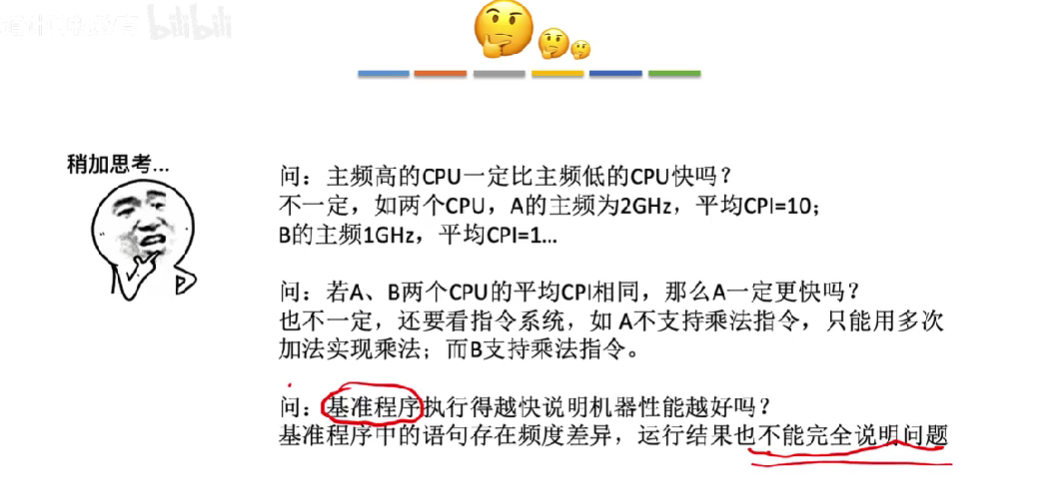 bilibili
稍加思考...
问：主频高的CPU一定比主频低的CPU快吗？
不一定，如两个CPU，A的主频为2GHz，平均CPI=10；
B的主频1GHz，平均CPI=1...
问：若A、B两个CPU的平均CPI相同，那么A一定更快吗？
也不一定，还要看指令系统，如 A不支持乘法指令，只能用多次
加法实现乘法；而B支持乘法指令。
问：基准程序执行得越快说明机器性能越好吗？
基准程序中的语句存在频度差异，运行结果也不能完全说明问题